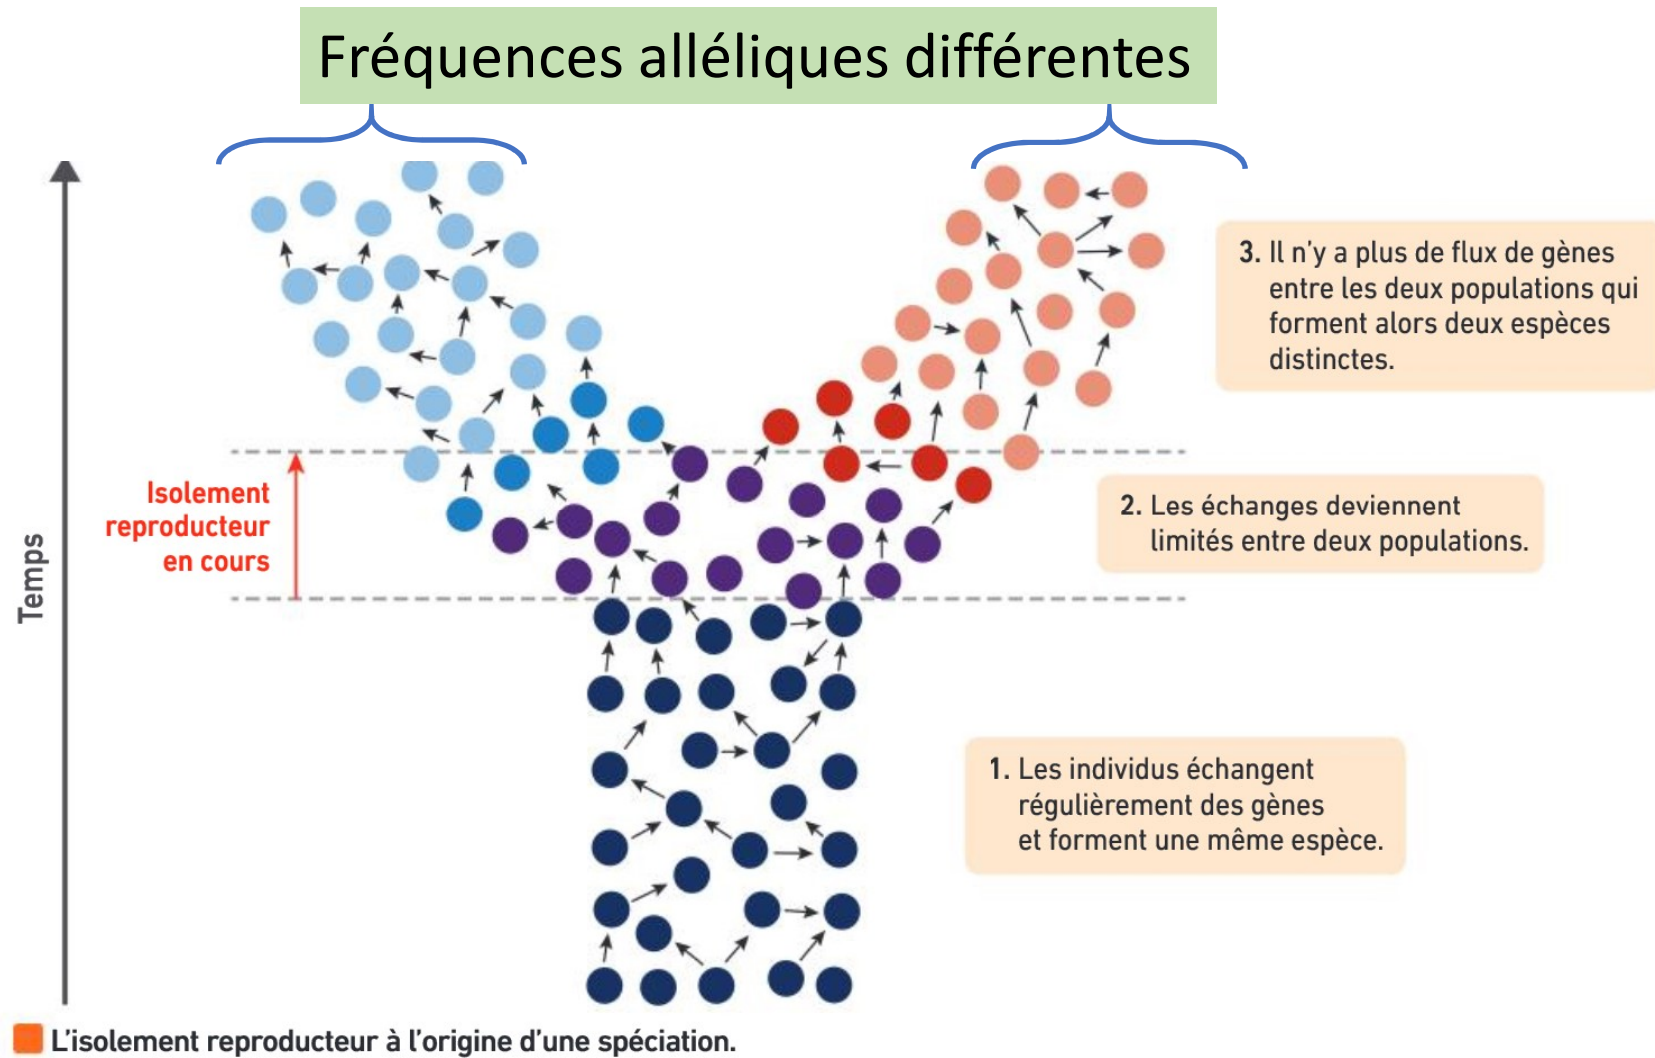 Fréquences alléliques différentes
3. Il n'y a plus de flux de gènes
entre les deux populations qui
forment alors deux espèces
distinctes.
Isolement
reproducteur
en cours
2. Les échanges deviennent
limités entre deux populations.
Temps
1. Les individus échangent
régulièrement des gènes
et forment une même espèce.
L'isolement reproducteur à l'origine d'une spéciation.